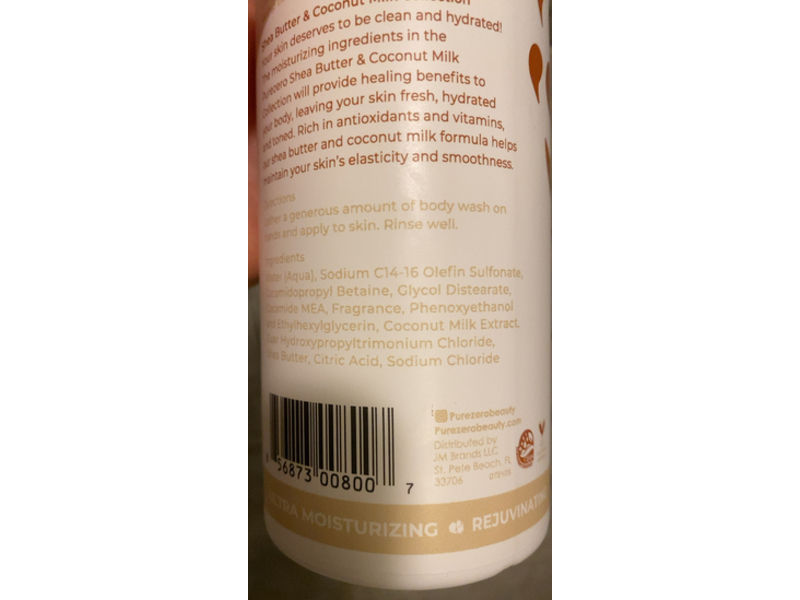 Shea Butter & Coconut Milk Collection
Your skin deserves to be clean and hydrated!
The moisturizing ingredients in the
Purezero Shea Butter & Coconut Milk
Collection will provide healing benefits to
your body, leaving your skin fresh, hydrated
and toned. Rich in antioxidants and vitamins,
our shea butter and coconut milk formula helps
maintain your skin's elasticity and smoothness.
Directions
Lather a generous amount of body wash on
hands and apply to skin. Rinse well.
Ingredients
Water (Aqua), Sodium C14-16 Olefin Sulfonate,
Cocamidopropyl Betaine, Glycol Distearate,
Cocamide MEA, Fragrance, Phenoxyethanol
and Ethylhexylglycerin, Coconut Milk Extract,
Guar Hydroxypropyltrimonium Chloride,
Shea Butter, Citric Acid, Sodium Chloride
Purezerobeauty
Purezerobeauty.com
Distributed by
JM Brands LLC
St. Pete Beach, FL
33706
56873 00800 7
ULTRA MOISTURIZING REJUVINATING